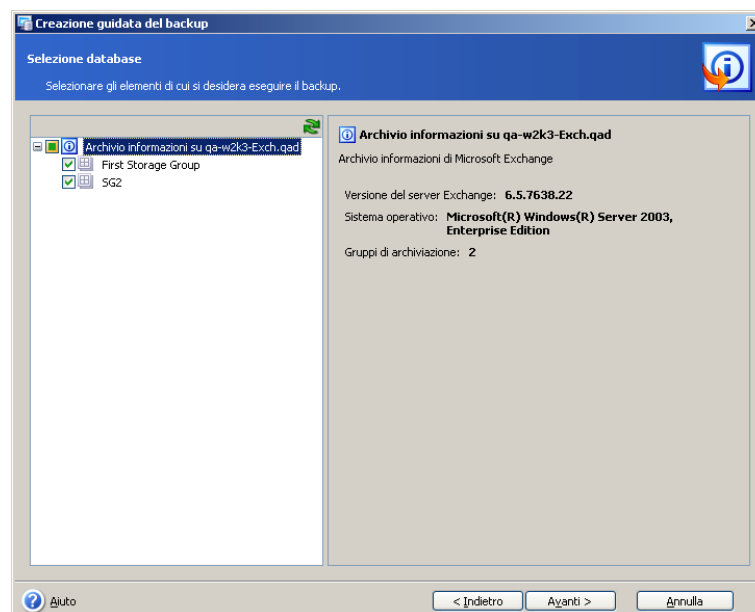 Creazione guidata del backup
Selezione database
Selezionare gli elementi di cui si desidera eseguire il backup.
Archivio informazioni su qa-w2k3-Exch.qad
First Storage Group
SG2
Archivio informazioni su qa-w2k3-Exch.qad
Archivio informazioni di Microsoft Exchange
Versione del server Exchange: 6.5.7638.22
Sistema operativo: Microsoft(R) Windows(R) Server 2003,
Enterprise Edition
Gruppi di archiviazione: 2
Aiuto
< Indietro
Avanti >
Annulla